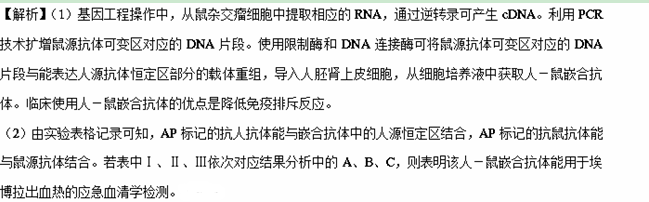 【解析】（1）基因工程操作中，从鼠杂交瘤细胞中提取相应的 RNA，通过逆转录可产生 cDNA。利用 PCR
技术扩增鼠源抗体可变区对应的 DNA 片段。使用限制酶和 DNA 连接酶可将鼠源抗体可变区对应的 DNA
片段与能表达人源抗体恒定区部分的载体重组，导入人胚肾上皮细胞，从细胞培养液中获取人－鼠嵌合抗
体。临床使用人－鼠嵌合抗体的优点是降低免疫排斥反应。
（2）由实验表格记录可知，AP 标记的抗人抗体能与嵌合抗体中的人源恒定区结合，AP 标记的抗鼠抗体能
与鼠源抗体结合。若表中Ⅰ、Ⅱ、Ⅲ依次对应结果分析中的 A、B、C，则表明该人－鼠嵌合抗体能用于埃
博拉出血热的应急血清学检测。